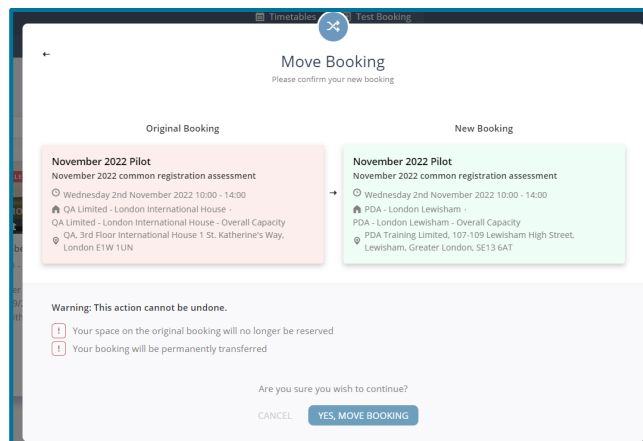 Timetables
Test Booking
Move Booking
Please confirm your new booking
Original Booking
November 2022 Pilot
November 2022 common registration assessment
Wednesday 2nd November 2022 10:00 - 14:00
QA Limited - London International House -
QA Limited - London International House - Overall Capacity
QA, 3rd Floor International House 1 St. Katherine's Way,
London E1W 1UN
New Booking
November 2022 Pilot
November 2022 common registration assessment
Wednesday 2nd November 2022 10:00 - 14:00
PDA - London Lewisham -
PDA - London Lewisham - Overall Capacity
PDA Training Limited, 107-109 Lewisham High Street,
Lewisham, Greater London, SE13 6AT
Warning: This action cannot be undone.
Your space on the original booking will no longer be reserved
Your booking will be permanently transferred
Are you sure you wish to continue?
CANCEL
YES, MOVE BOOKING